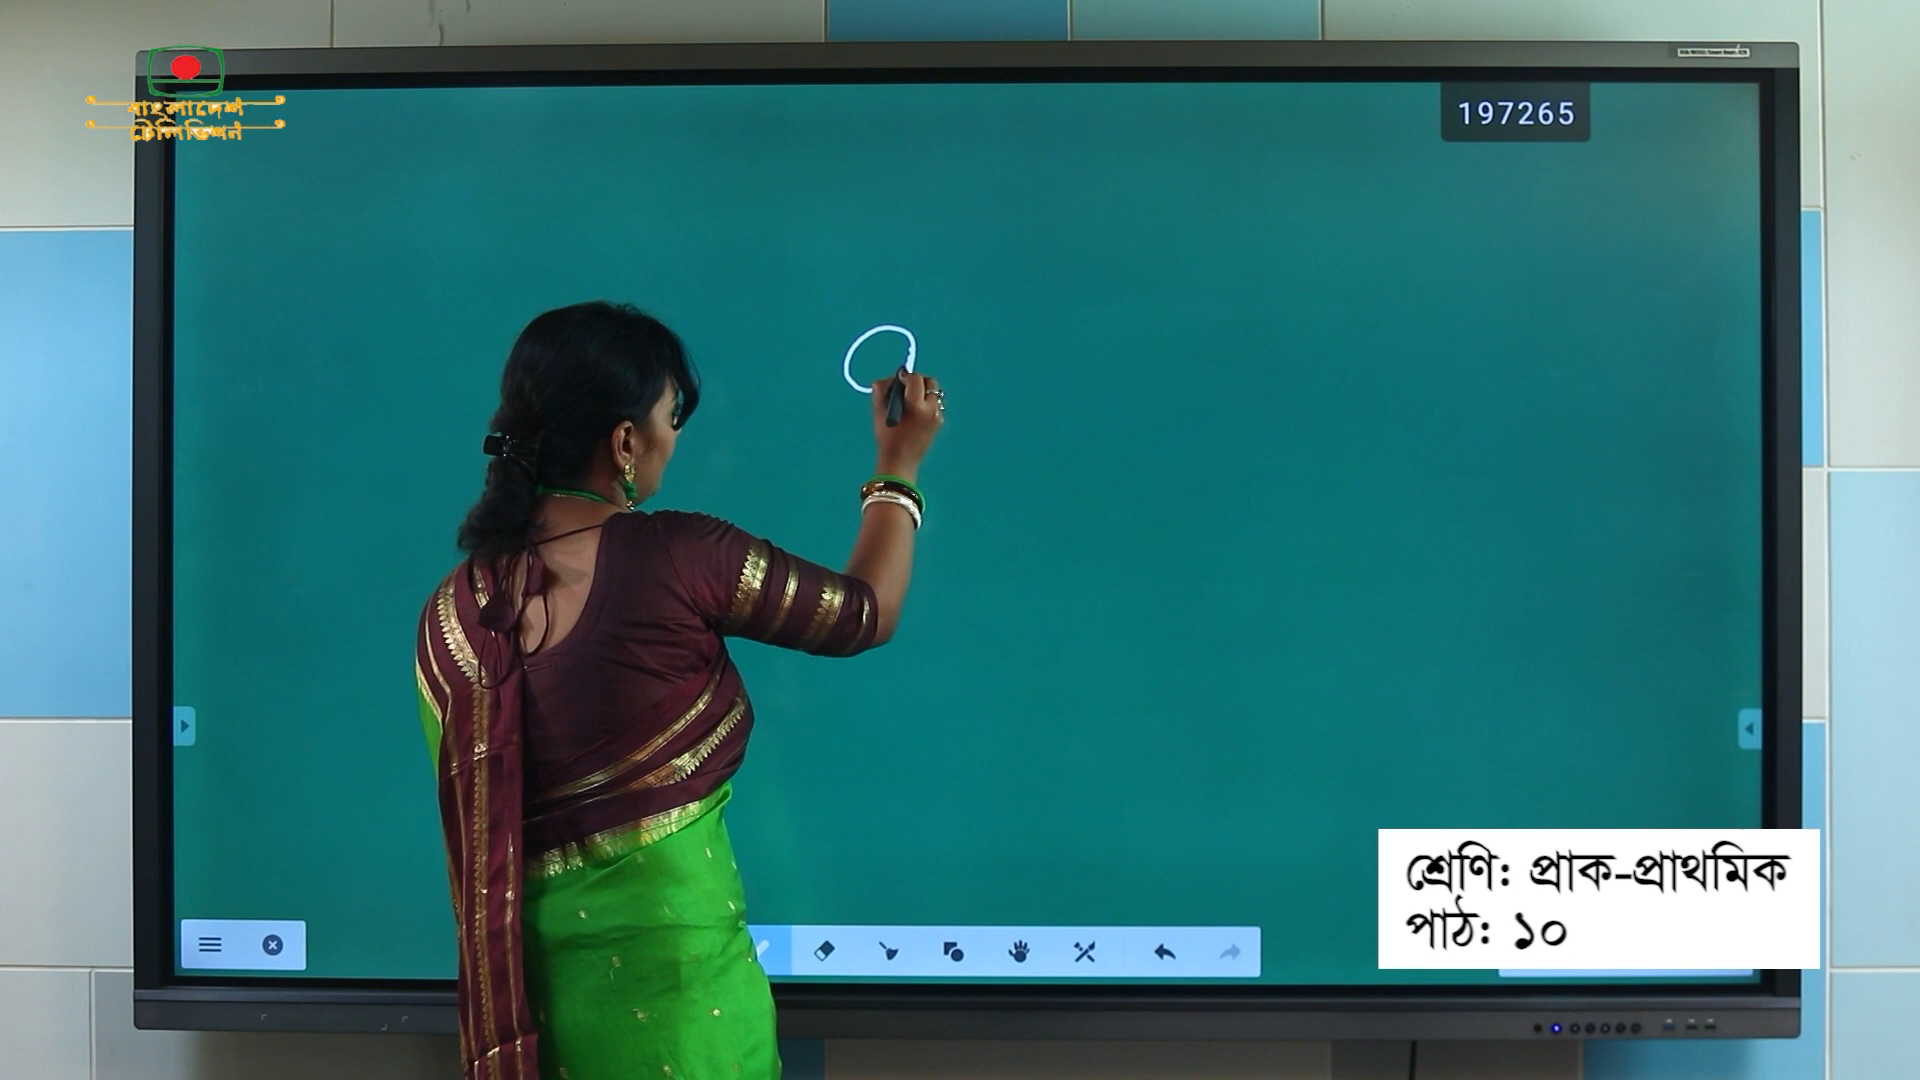 বাংলাদেশ
টেলিভিশন
197265
শ্রেণি: প্রাক-প্রাথমিক
পাঠ: ১০